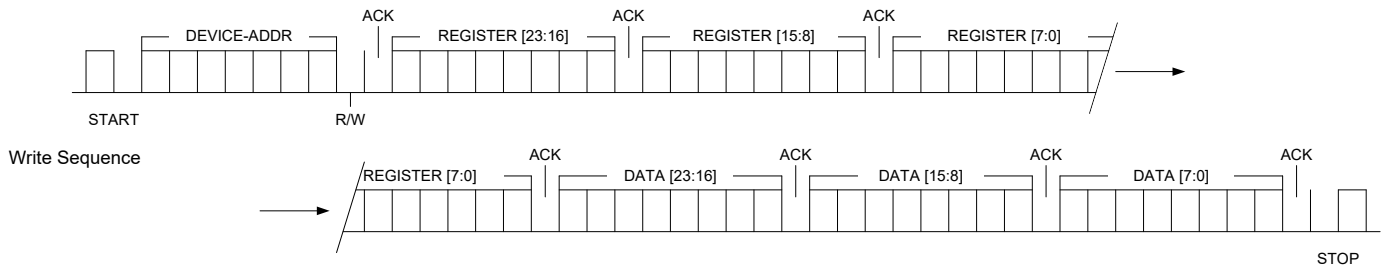 ACK ACK ACK
DEVICE-ADDR REGISTER [23:16] REGISTER [15:8] REGISTER [7:0]
START R/W
Write Sequence
ACK ACK ACK ACK
REGISTER [7:0] DATA [23:16] DATA [15:8] DATA [7:0]
STOP